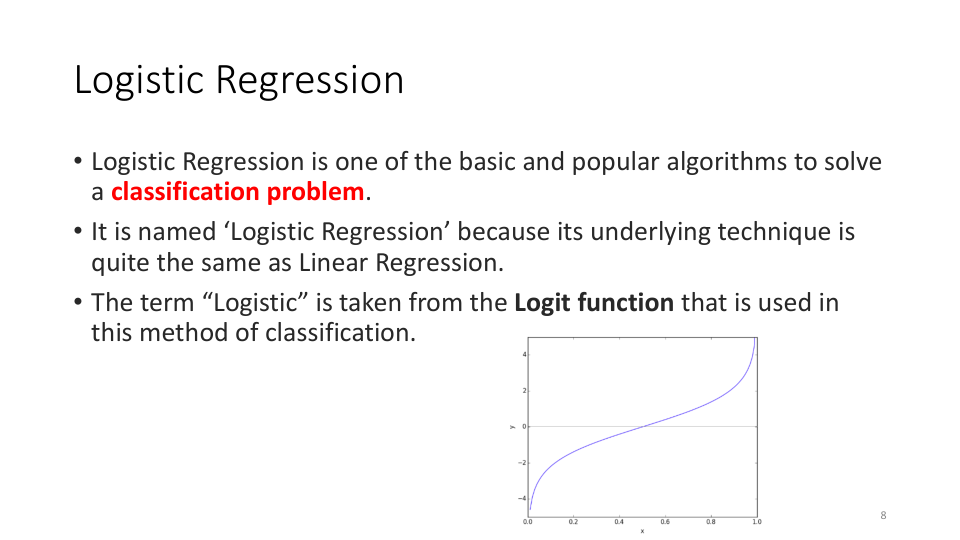 Logistic Regression
• Logistic Regression is one of the basic and popular algorithms to solve
a classification problem.
• It is named ‘Logistic Regression’ because its underlying technique is
quite the same as Linear Regression.
• The term “Logistic” is taken from the Logit function that is used in
this method of classification.
4
2
y
0
−2
−4
0.0 0.2 0.4 0.6 0.8 1.0
x
8